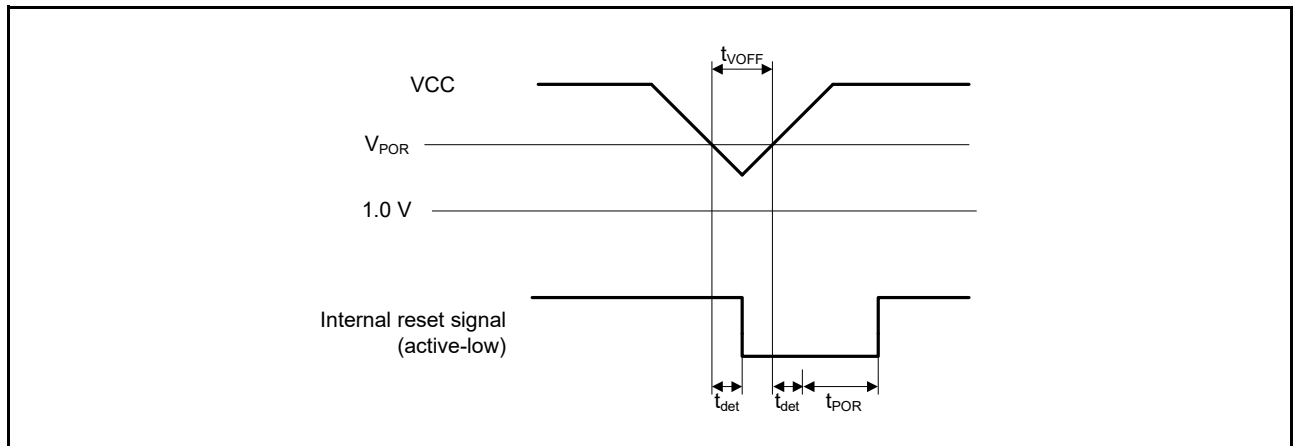 tVOFF
VCC
VPOR
1.0 V
Internal reset signal
(active-low)
tdet tdet tPOR